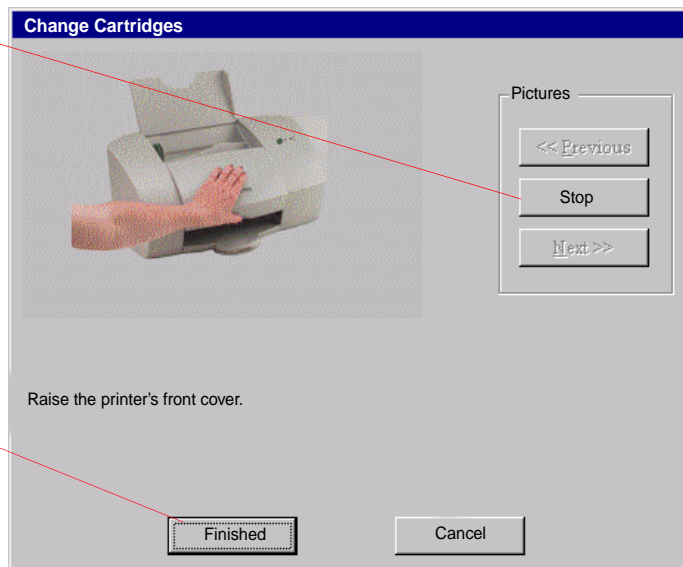 Change Cartridges
Pictures
<< Previous
Stop
Next >>
Raise the printer’s front cover.
Finished
Cancel